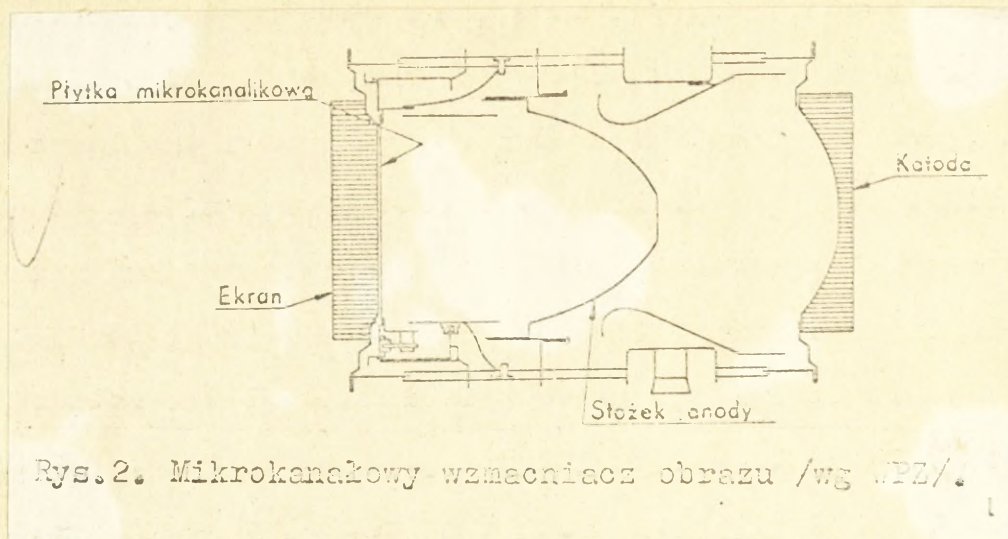 Płytka mikrokanalikowa
Katoda
Ekran
Stożek anody
Rys.2. Mikrokanałowy wzmacniacz obrazu /wg